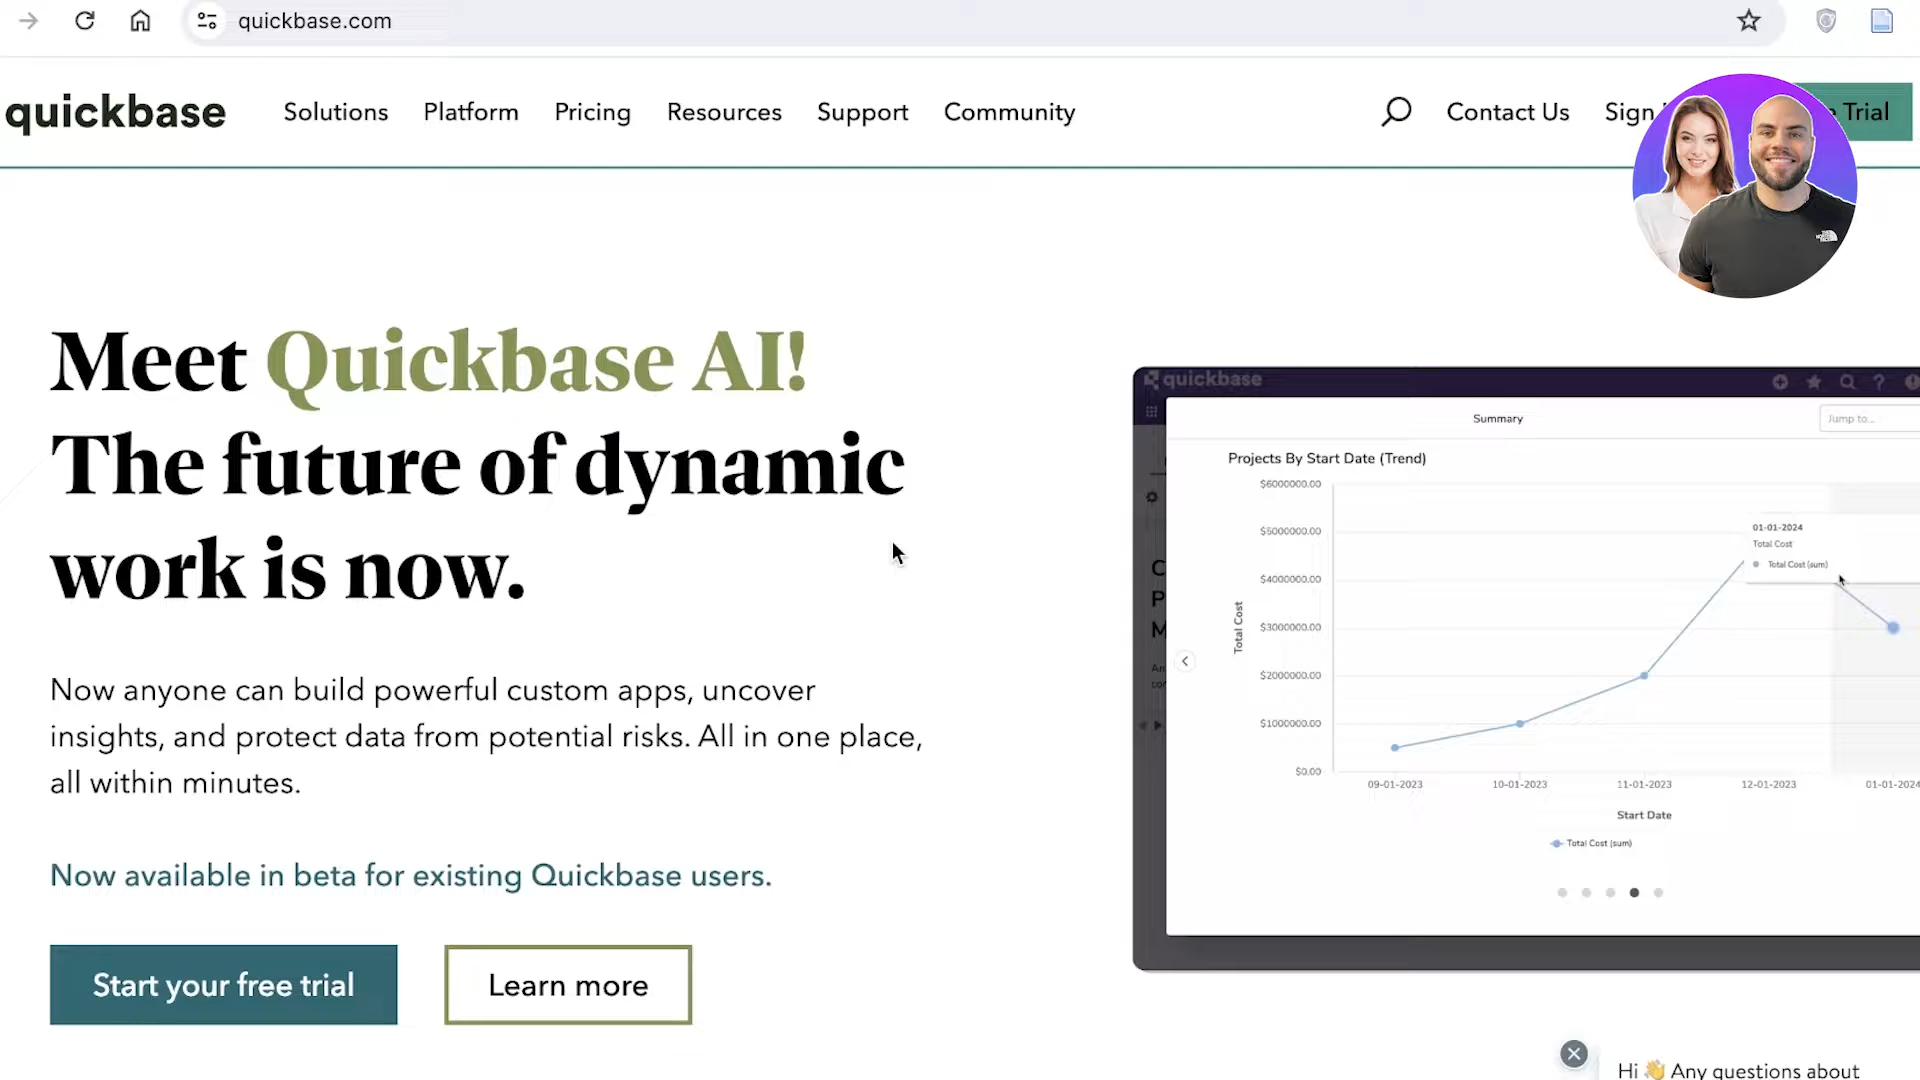 quickbase.com
quickbase
Solutions
Platform
Pricing
Resources
Support
Community
Contact Us
Sign
Trial
Meet Quickbase AI!
The future of dynamic
work is now.
Now anyone can build powerful custom apps, uncover
insights, and protect data from potential risks. All in one place,
all within minutes.
Now available in beta for existing Quickbase users.
Start your free trial
Learn more
quickbase
Summary
Jump to...
Projects By Start Date (Trend)
$6000000.00
$5000000.00
$4000000.00
$3000000.00
$2000000.00
$1000000.00
$0.00
Total Cost
01-01-2024
Total Cost
Total Cost (sum)
09-01-2023
10-01-2023
11-01-2023
12-01-2023
01-01-2024
Start Date
Total Cost (sum)
Hi 👋 Any questions about